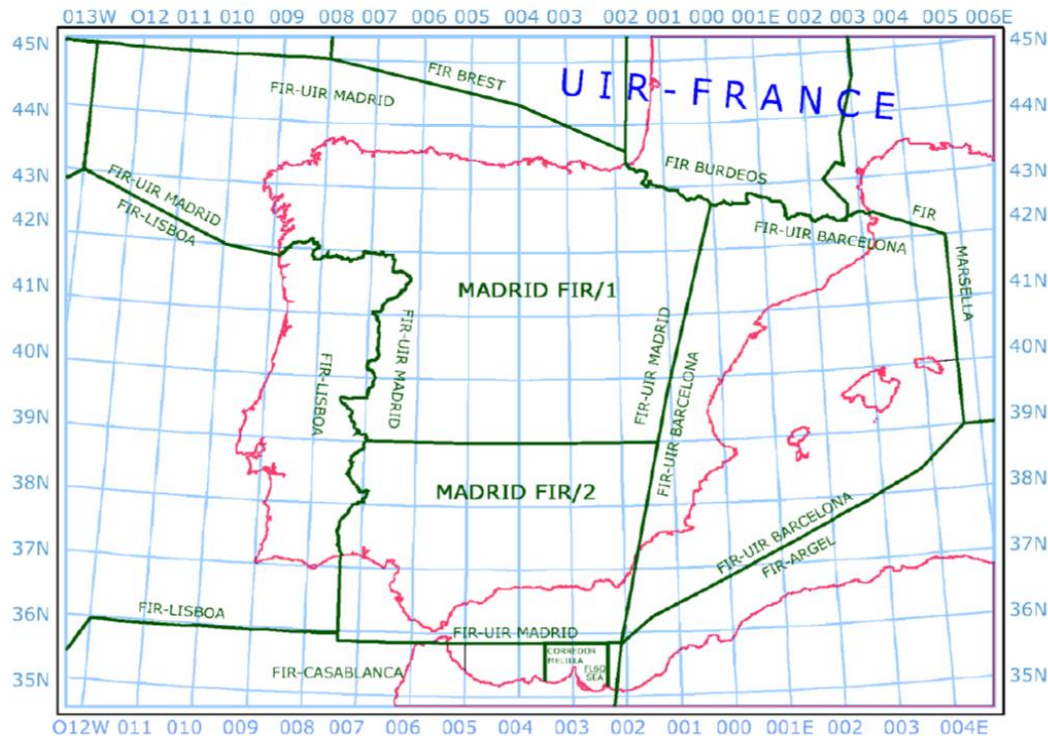 013W O12 011 010 009 008 007 006 005 004 003 002 001 000 001E 002 003 004 005 006E
45N 45N
FIR BREST
UIR-FRANCE
FIR-UIR MADRID
44N 44N
43N 43N
FIR BURDEOS
FIR-UIR MADRID
FIR-LISBOA
FIR
42N 42N
FIR-UIR BARCELONA
MARSELLA
41N 41N
MADRID FIR/1
FIR-UIR MADRID
FIR-UIR MADRID
40N 40N
FIR-LISBOA
FIR-UIR BARCELONA
39N 39N
38N 38N
MADRID FIR/2
FIR-UIR BARCELONA
FIR-ARGEL
37N 37N
36N 36N
FIR-LISBOA
FIR-UIR MADRID
CORREDOR
MELILLA
FL60
SEA
FIR-CASABLANCA
35N 35N
O12W 011 010 009 008 007 006 005 004 003 002 001 000 001E 002 003 004E